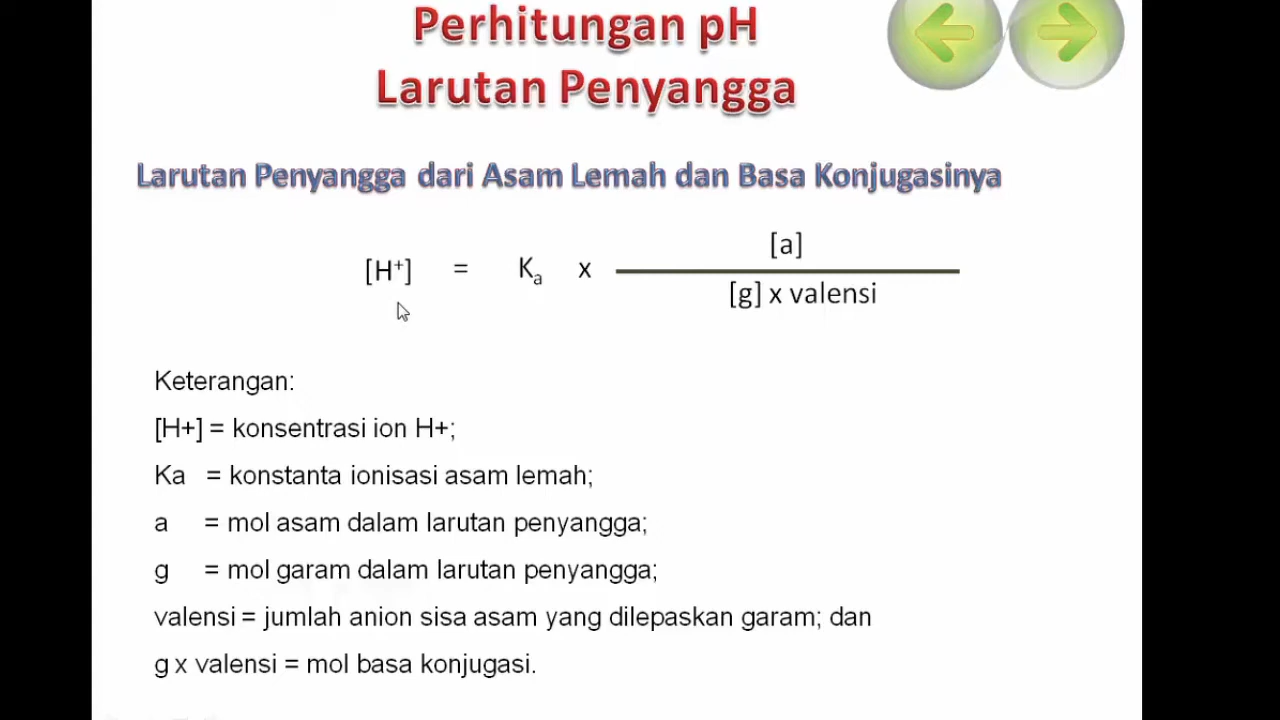 Perhitungan pH
Larutan Penyangga
Larutan Penyangga dari Asam Lemah dan Basa Konjugasinya
[a]
[H⁺] = Kₐ x
[g] x valensi
Keterangan:
[H+] = konsentrasi ion H+;
Ka = konstanta ionisasi asam lemah;
a = mol asam dalam larutan penyangga;
g = mol garam dalam larutan penyangga;
valensi = jumlah anion sisa asam yang dilepaskan garam; dan
g x valensi = mol basa konjugasi.